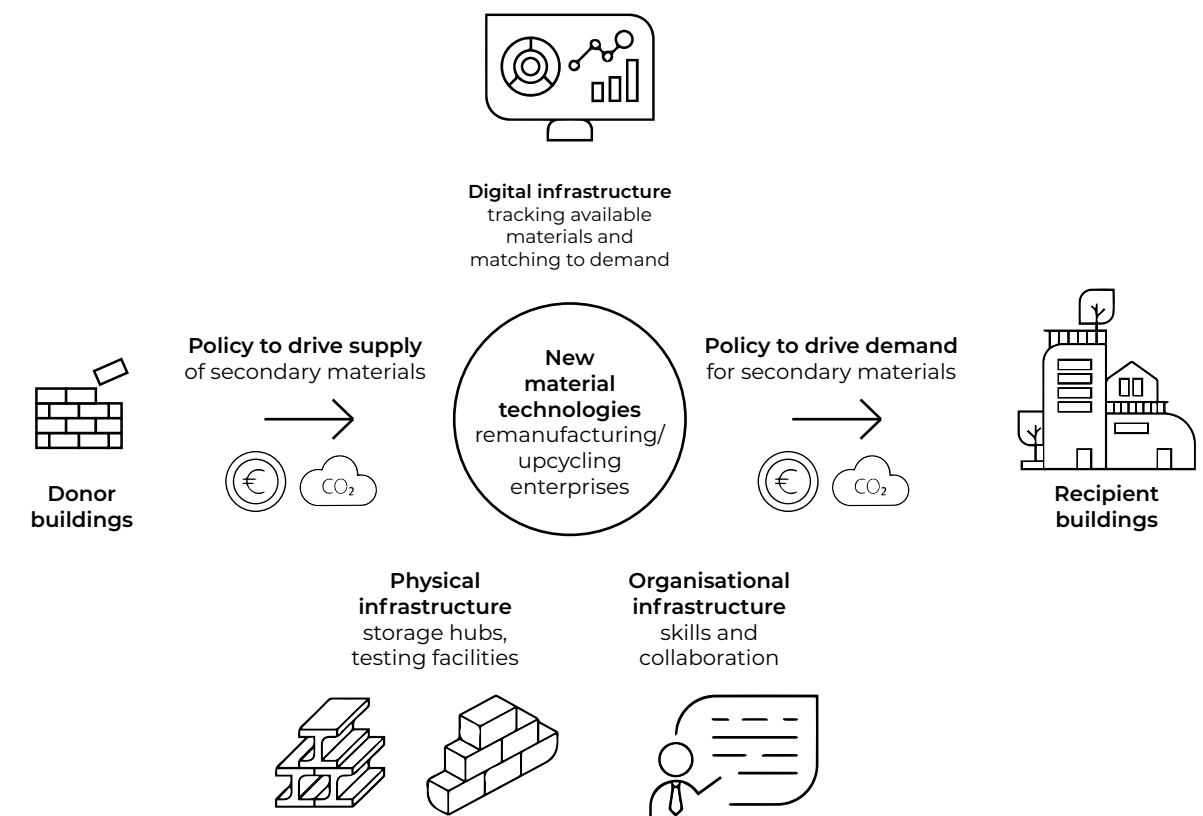 Digital infrastructure
tracking available
materials and
matching to demand
Policy to drive supply
of secondary materials
€
CO₂
New
material
technologies
remanufacturing/
upcycling
enterprises
Policy to drive demand
for secondary materials
€
CO₂
Donor
buildings
Recipient
buildings
Physical
infrastructure
storage hubs,
testing facilities
Organisational
infrastructure
skills and
collaboration